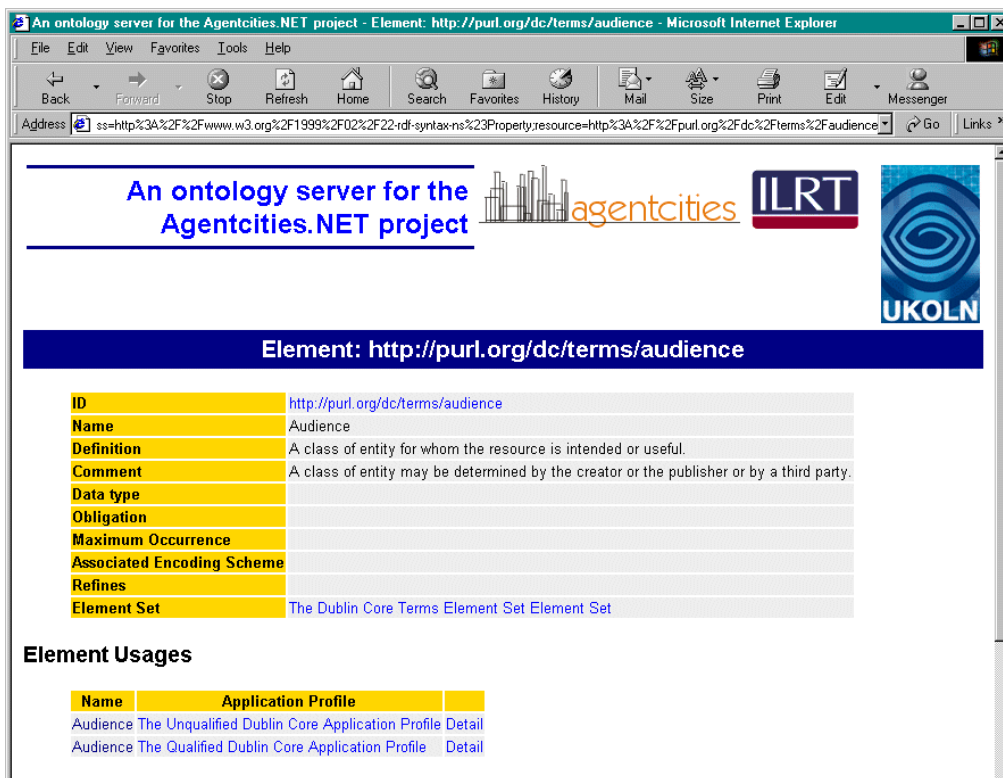 An ontology server for the Agentcities.NET project - Element: http://purl.org/dc/terms/audience - Microsoft Internet Explorer
File Edit View Favorites Tools Help
Back Forward Stop Refresh Home Search Favorites History Mail Size Print Edit Messenger
Address ss=http%3A%2F%2Fwww.w3.org%2F1999%2F02%2F22-rdf-syntax-ns%23Property;resource=http%3A%2F%2Fpurl.org%2Fdc%2Fterms%2Faudience Go Links »
An ontology server for the
Agentcities.NET project
agentcities
ILRT
UKOLN
Element: http://purl.org/dc/terms/audience
ID http://purl.org/dc/terms/audience
Name Audience
Definition A class of entity for whom the resource is intended or useful.
Comment A class of entity may be determined by the creator or the publisher or by a third party.
Data type
Obligation
Maximum Occurrence
Associated Encoding Scheme
Refines
Element Set The Dublin Core Terms Element Set Element Set
Element Usages
Name Application Profile
Audience The Unqualified Dublin Core Application Profile Detail
Audience The Qualified Dublin Core Application Profile Detail